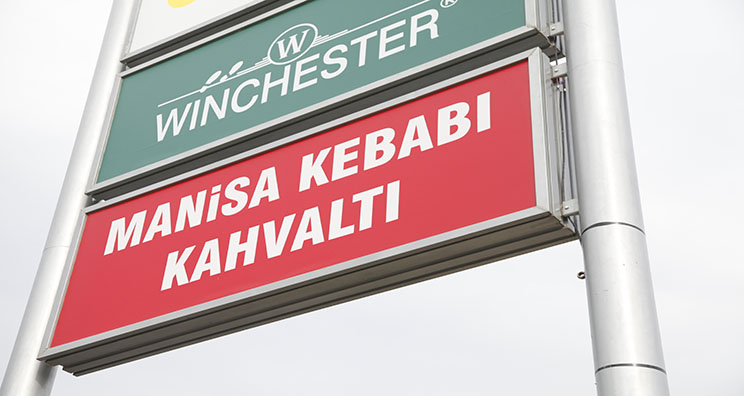 W
WINCHESTER®
MANiSA KEBABI
KAHVALTI